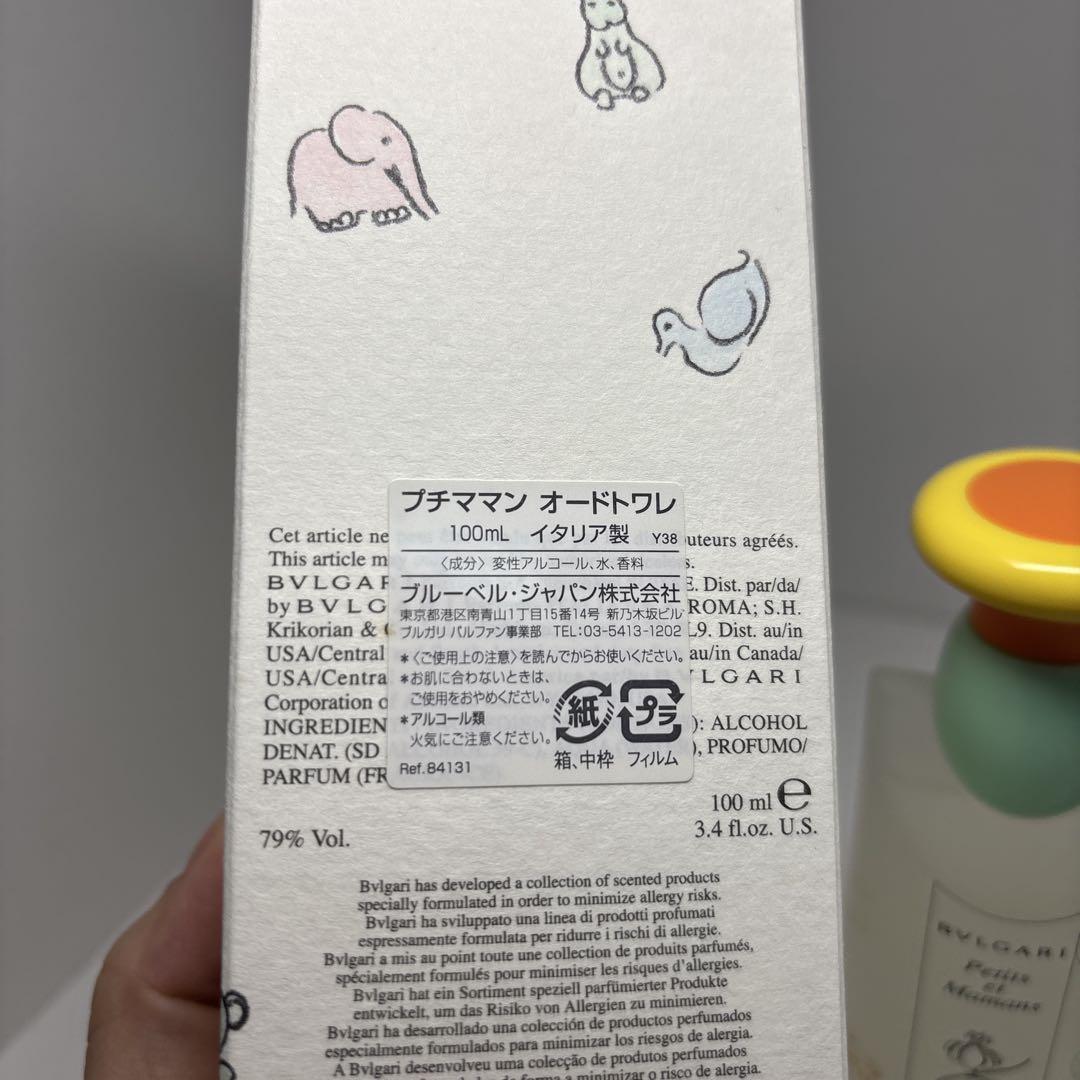 プチママン オードトワレ
100mL イタリア製 Y38
〈成分〉変性アルコール、水、香料
ブルーベル・ジャパン株式会社
東京都港区南青山1丁目15番14号 新乃木坂ビル
ブルガリ パルファン事業部 TEL:03-5413-1202
*〈ご使用上の注意〉を読んでからお使いください。
*お肌に合わないときは、
ご使用をおやめください。
*アルコール類
火気にご注意ください。
紙 プラ
箱、中枠 フィルム
Ref.84131
Cet article ne uteurs agréés.
This article s.
BVLGAR E. Dist. par/da/
by BVLG ROMA; S.H.
Krikorian & L9. Dist. au/in
USA/Central au/in Canada/
USA/Centra VLGARI
Corporation
INGREDIEN ): ALCOHOL
DENAT. (SD ), PROFUMO/
PARFUM (FR
100 ml ℮
79% Vol.
3.4 fl.oz. U.S.
Bvlgari has developed a collection of scented products
specially formulated in order to minimize allergy risks.
Bvlgari ha sviluppato una linea di prodotti profumati
espressamente formulata per ridurre i rischi di allergie.
Bvlgari a mis au point toute une collection de produits parfumés,
spécialement formulés pour minimiser les risques d'allergies.
Bvlgari hat ein Sortiment speziell parfümierter Produkte
entwickelt, um das Risiko von Allergien zu minimieren.
Bvlgari ha desarrollado una colección de productos perfumados
especialmente formulados para minimizar los riesgos de alergia.
A Bvlgari desenvolveu uma colecção de produtos perfumados
de forma a minimizar o risco de alergia.
BVLGARI
Petits
et
Mamans